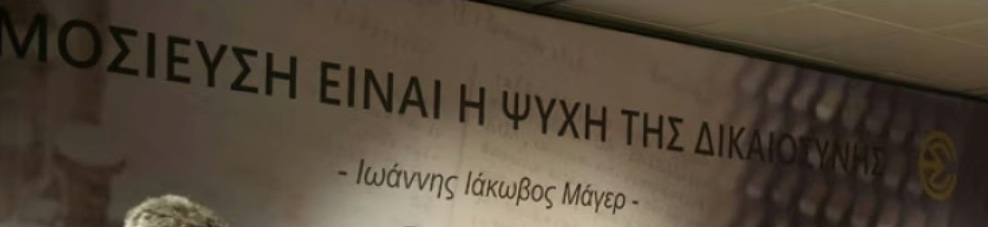 ΜΟΣΙΕΥΣΗ ΕΙΝΑΙ Η ΨΥΧΗ ΤΗΣ ΔΙΚΑΙΟΣΥΝΗΣ
- Ιωάννης Ιάκωβος Μάγερ -